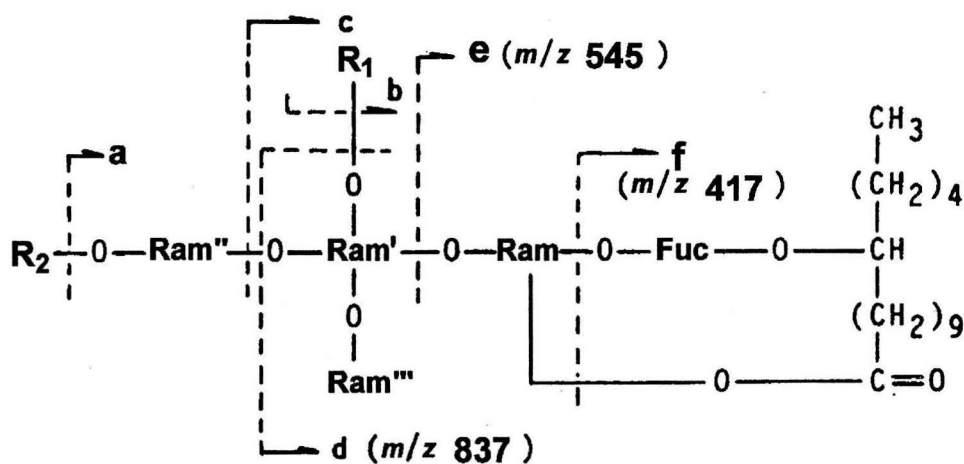 c
R1
e (m/z 545)
b
CH3
a
f
(m/z 417)
O
(CH2)4
R2—O—Ram"—O—Ram'—O—Ram—O—Fuc—O—CH
O
(CH2)9
Ram'''
O—C=O
d (m/z 837)